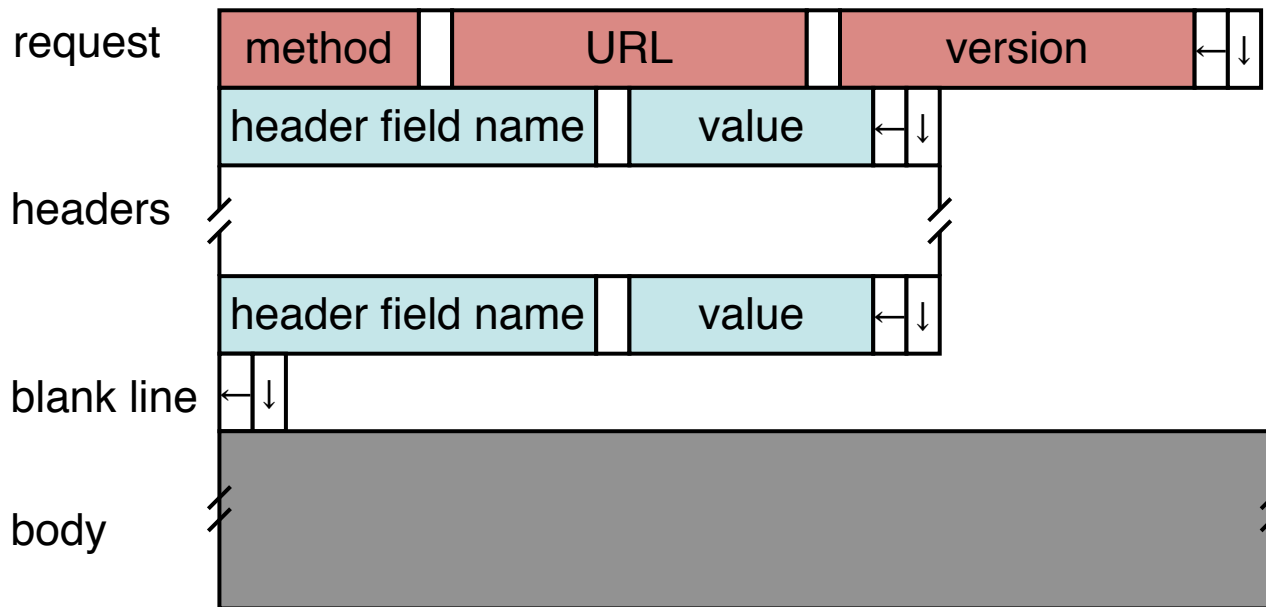 request method URL version ← ↓
header field name value ← ↓
headers
header field name value ← ↓
blank line ← ↓
body